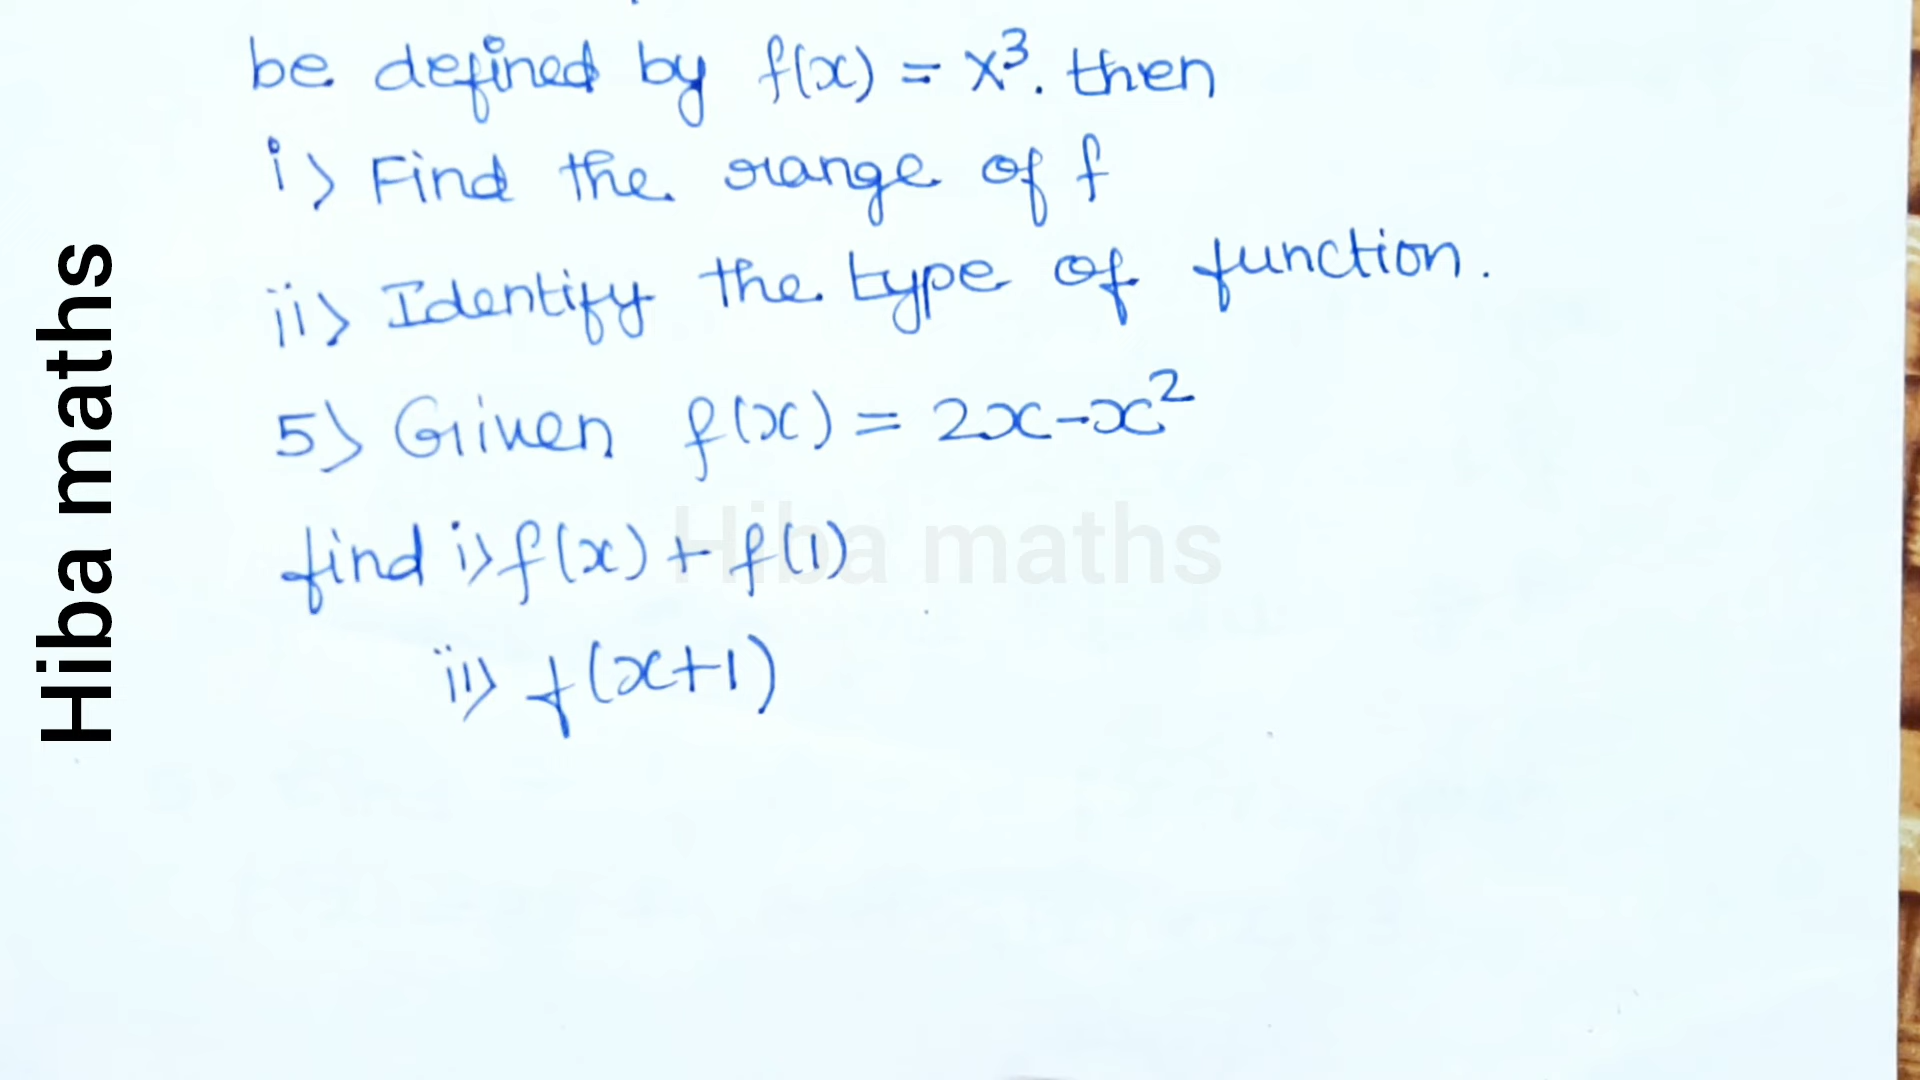 be defined by f(x) = x³. then
i) Find the range of f
ii) Identify the type of function.
5) Given f(x) = 2x-x²
find i) f(x) + f(1)
ii) f(x+1)
Hiba maths
Hiba maths